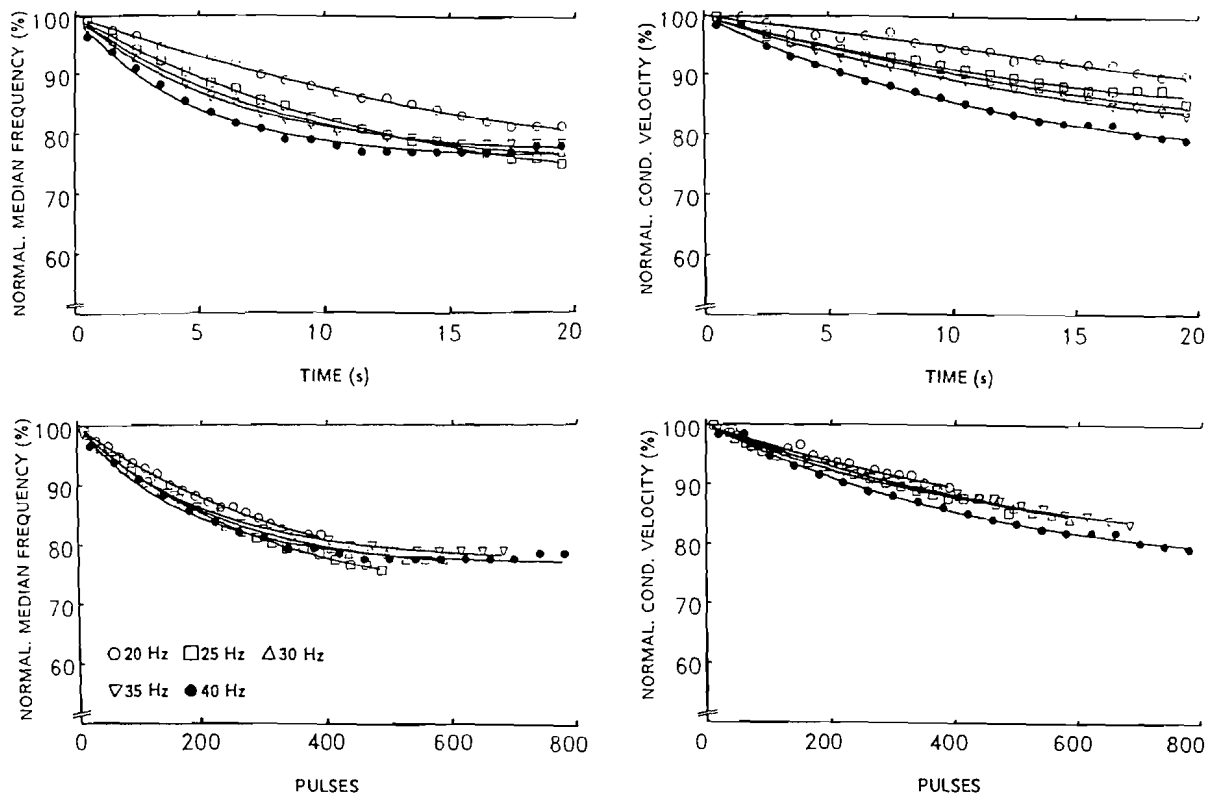 NORMAL. MEDIAN FREQUENCY (%)
100
90
80
70
60
0 5 10 15 20
TIME (s)
NORMAL. COND. VELOCITY (%)
100
90
80
70
60
0 5 10 15 20
TIME (s)
NORMAL. MEDIAN FREQUENCY (%)
100
90
80
70
60
20 Hz 25 Hz 30 Hz
35 Hz 40 Hz
0 200 400 600 800
PULSES
NORMAL. COND. VELOCITY (%)
100
90
80
70
60
0 200 400 600 800
PULSES